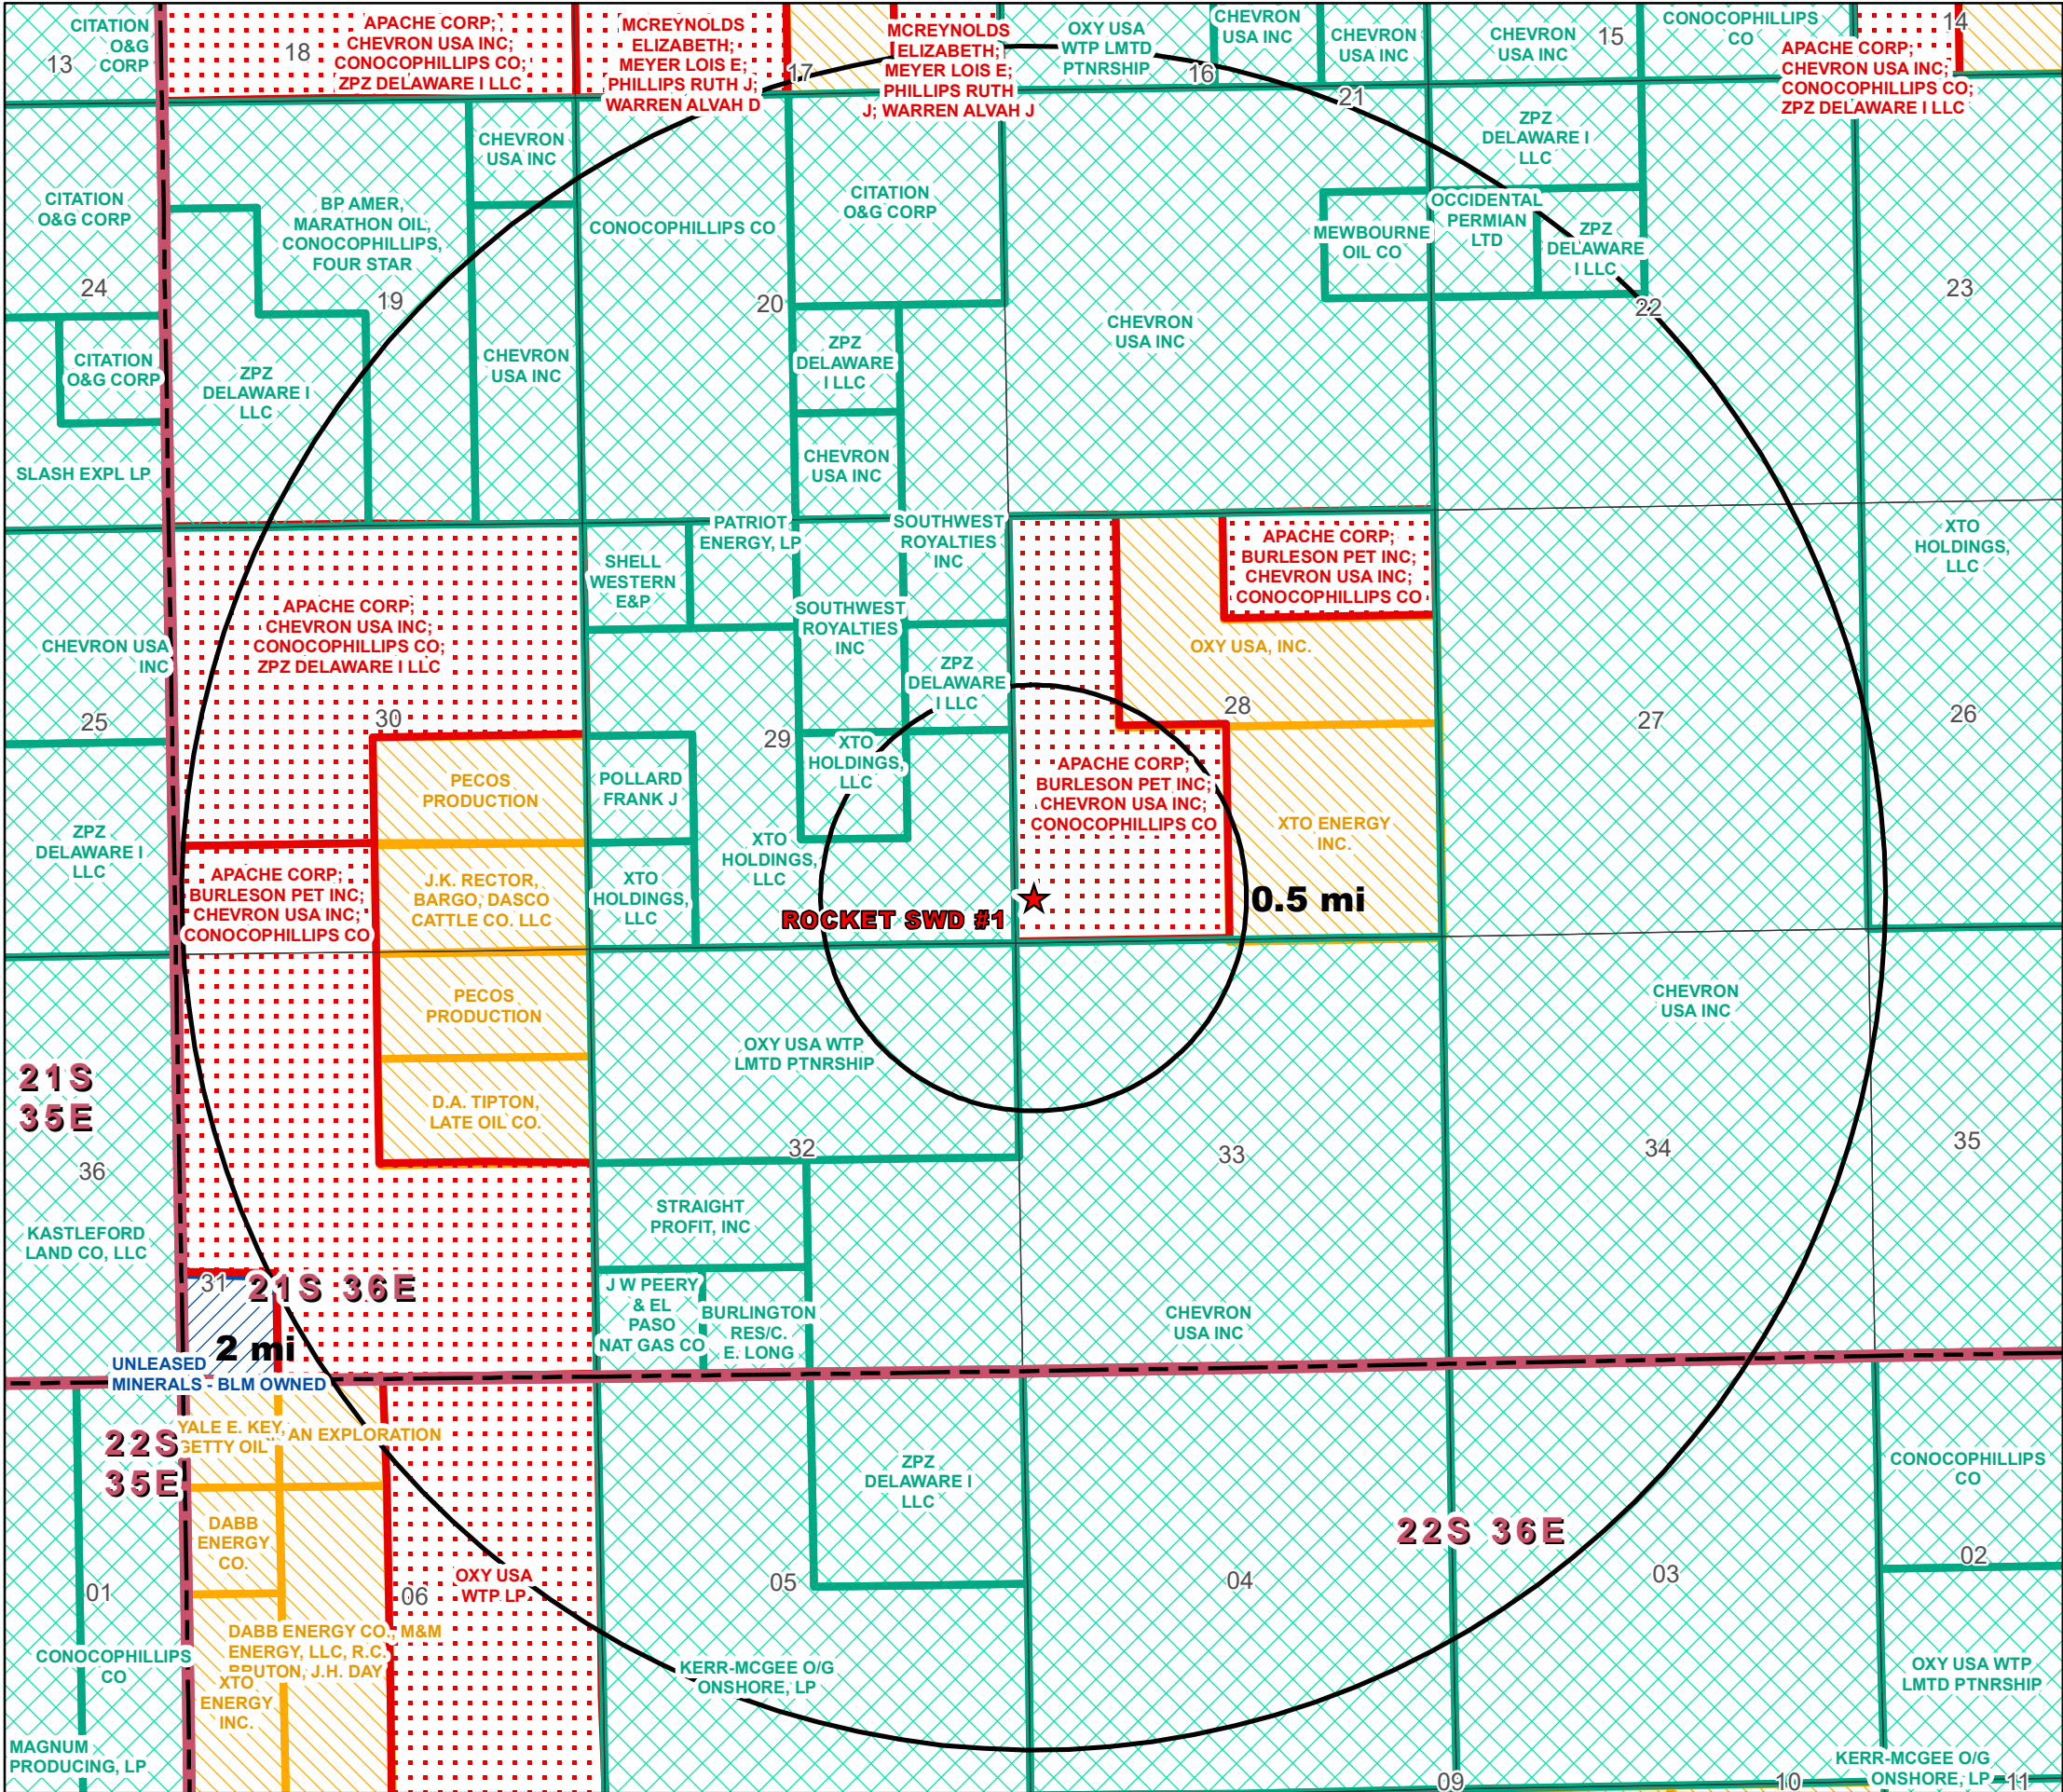 CITATION
O&G
CORP
13
18
APACHE CORP;
CHEVRON USA INC;
CONOCOPHILLIPS CO;
ZPZ DELAWARE I LLC
MCREYNOLDS
ELIZABETH;
MEYER LOIS E;
PHILLIPS RUTH J;
WARREN ALVAH D
17
MCREYNOLDS
ELIZABETH;
MEYER LOIS E;
PHILLIPS RUTH
J; WARREN ALVAH J
OXY USA
WTP LMTD
PTNRSHIP
16
CHEVRON
USA INC
CHEVRON
USA INC
21
CHEVRON
USA INC
15
CONOCOPHILLIPS
CO
14
APACHE CORP;
CHEVRON USA INC;
CONOCOPHILLIPS CO;
ZPZ DELAWARE I LLC
CITATION
O&G CORP
24
BP AMER,
MARATHON OIL,
CONOCOPHILLIPS,
FOUR STAR
19
CHEVRON
USA INC
CONOCOPHILLIPS CO
20
CITATION
O&G CORP
CHEVRON
USA INC
MEWBOURNE
OIL CO
ZPZ
DELAWARE I
LLC
OCCIDENTAL
PERMIAN
LTD
ZPZ
DELAWARE
I LLC
22
23
CITATION
O&G CORP
ZPZ
DELAWARE I
LLC
CHEVRON
USA INC
ZPZ
DELAWARE
I LLC
CHEVRON
USA INC
SLASH EXPL LP
CHEVRON USA
INC
25
APACHE CORP;
CHEVRON USA INC;
CONOCOPHILLIPS CO;
ZPZ DELAWARE I LLC
30
SHELL
WESTERN
E&P
PATRIOT
ENERGY, LP
SOUTHWEST
ROYALTIES
INC
SOUTHWEST
ROYALTIES
INC
ZPZ
DELAWARE
I LLC
29
APACHE CORP;
BURLESON PET INC;
CHEVRON USA INC;
CONOCOPHILLIPS CO
OXY USA, INC.
28
27
XTO
HOLDINGS,
LLC
26
PECOS
PRODUCTION
POLLARD
FRANK J
XTO
HOLDINGS,
LLC
APACHE CORP;
BURLESON PET INC;
CHEVRON USA INC;
CONOCOPHILLIPS CO
XTO ENERGY
INC.
ZPZ
DELAWARE I
LLC
APACHE CORP;
BURLESON PET INC;
CHEVRON USA INC;
CONOCOPHILLIPS CO
J.K. RECTOR,
BARGO, DASCO
CATTLE CO. LLC
XTO
HOLDINGS,
LLC
XTO
HOLDINGS,
LLC
ROCKET SWD #1
0.5 mi
PECOS
PRODUCTION
D.A. TIPTON,
LATE OIL CO.
OXY USA WTP
LMTD PTNRSHIP
32
33
CHEVRON
USA INC
34
35
21S
35E
36
KASTLEFORD
LAND CO, LLC
31
21S 36E
2 mi
UNLEASED
MINERALS - BLM OWNED
STRAIGHT
PROFIT, INC
J W PEERY
& EL
PASO
NAT GAS CO
BURLINGTON
RES/C.
E. LONG
CHEVRON
USA INC
22S
35E
YALE E. KEY,
GETTY OIL
AN EXPLORATION
DABB
ENERGY
CO.
01
06
OXY USA
WTP LP
05
ZPZ
DELAWARE I
LLC
04
22S 36E
03
CONOCOPHILLIPS
CO
02
CONOCOPHILLIPS
CO
DABB ENERGY CO., M&M
ENERGY, LLC, R.C.
BRUTON, J.H. DAY
XTO
ENERGY
INC.
KERR-MCGEE O/G
ONSHORE, LP
OXY USA WTP
LMTD PTNRSHIP
MAGNUM
PRODUCING, LP
09
10
KERR-MCGEE O/G
ONSHORE, LP
11